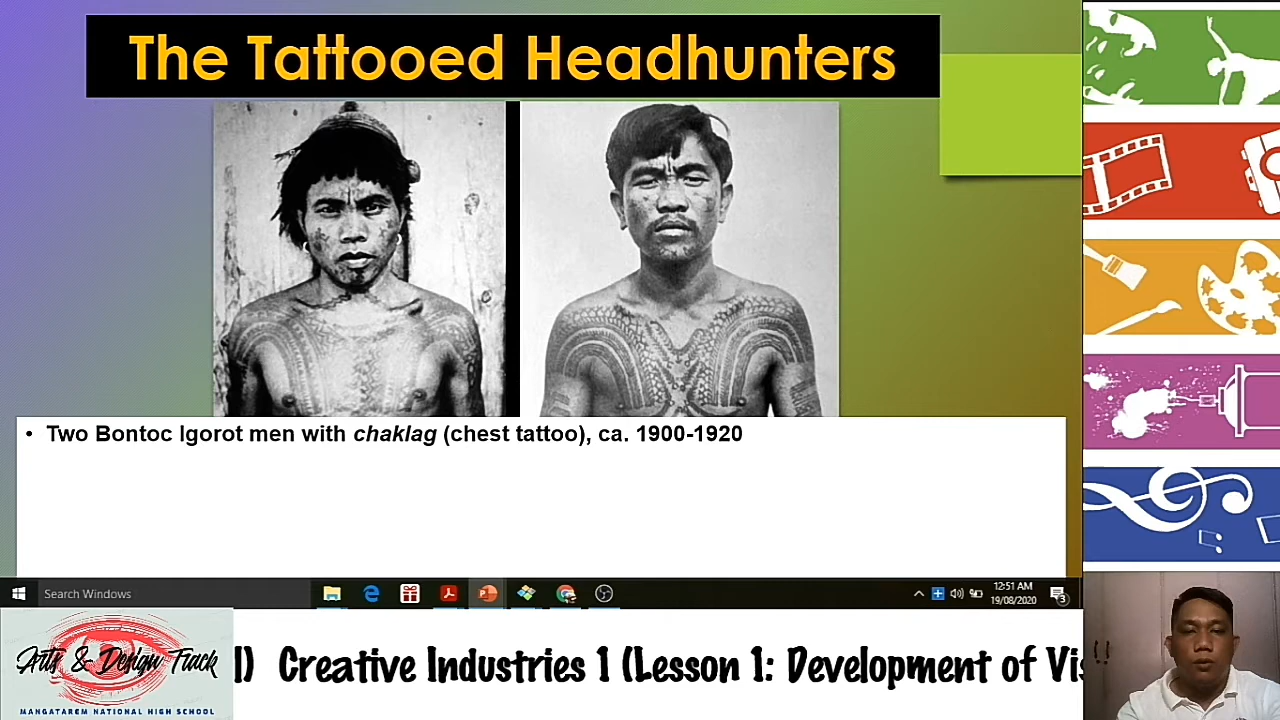 The Tattooed Headhunters
• Two Bontoc Igorot men with chaklag (chest tattoo), ca. 1900-1920
Search Windows
12:51 AM
19/08/2020
3
Arts & Design Track
MANGATAREM NATIONAL HIGH SCHOOL
l) Creative Industries 1 (Lesson 1: Development of Vis
!!